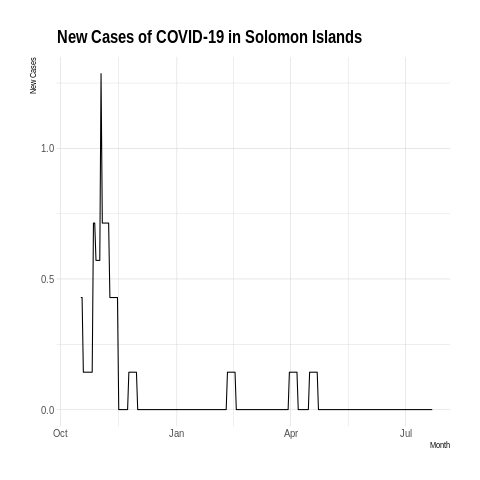 New Cases of COVID-19 in Solomon Islands
New Cases
1.0
0.5
0.0
Oct Jan Apr Jul
Month